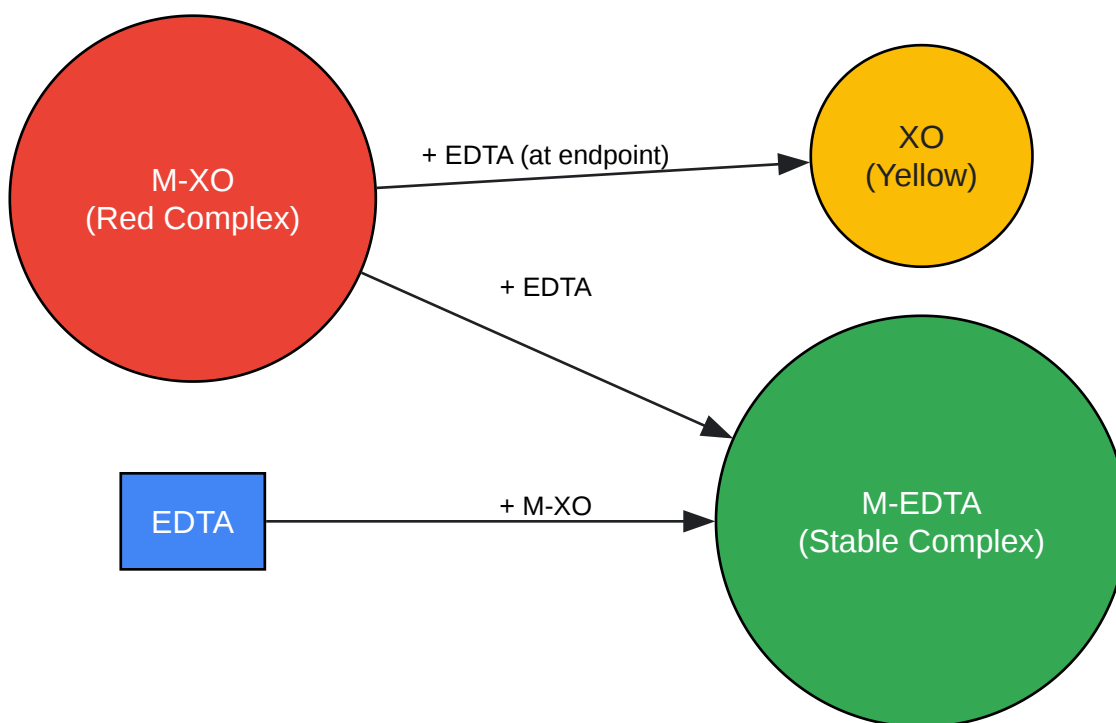 M-XO
(Red Complex)
+ EDTA (at endpoint)
XO
(Yellow)
+ EDTA
EDTA
+ M-XO
M-EDTA
(Stable Complex)